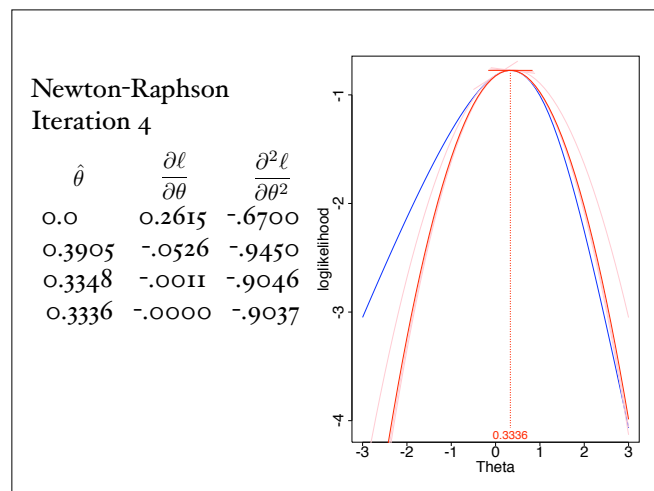 Newton-Raphson
Iteration 4
θ̂ ∂ℓ/∂θ ∂²ℓ/∂θ²
0.0 0.2615 -.6700
0.3905 -.0526 -.9450
0.3348 -.0011 -.9046
0.3336 -.0000 -.9037
loglikelihood
-1
-2
-3
-4
0.3336
-3 -2 -1 0 1 2 3
Theta